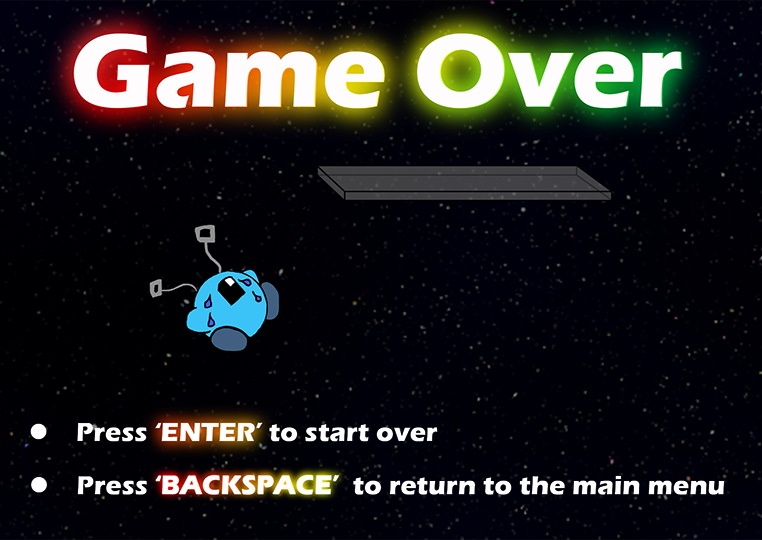 Game Over
• Press ‘ENTER’ to start over
• Press ‘BACKSPACE’ to return to the main menu